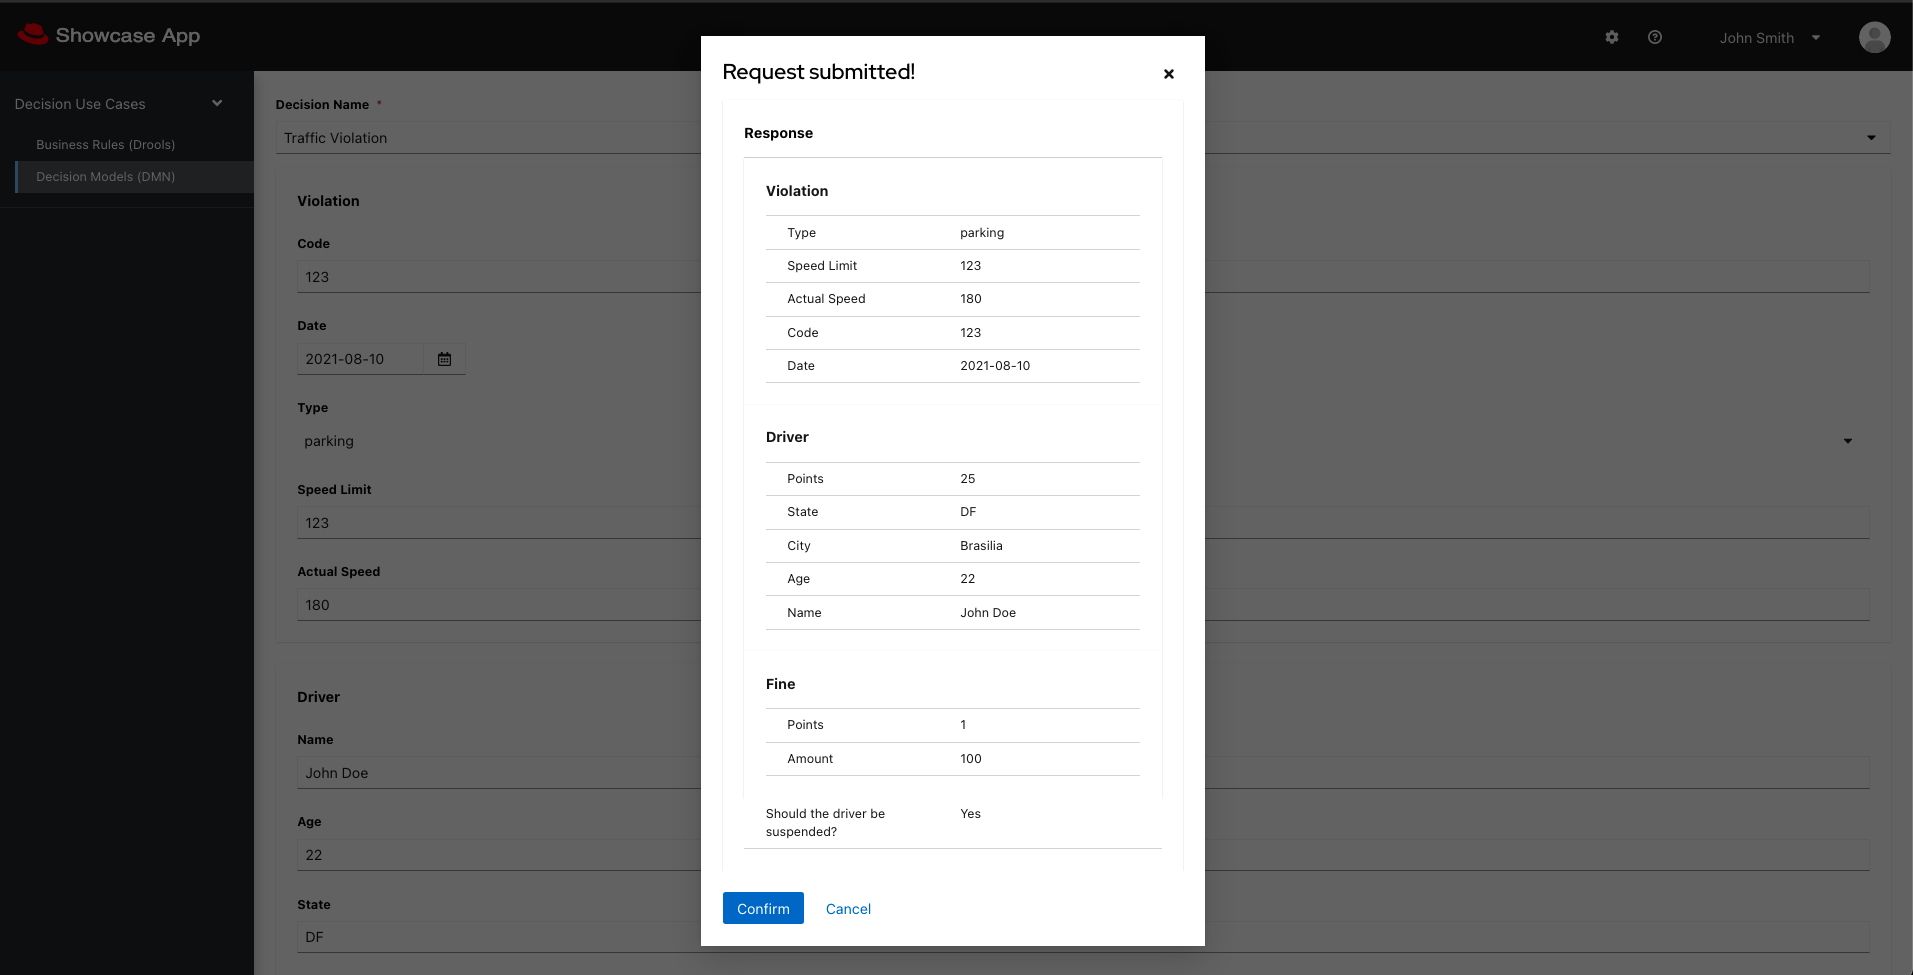 Showcase App
John Smith
Decision Use Cases
Business Rules (Drools)
Decision Models (DMN)
Decision Name *
Traffic Violation
Violation
Code
123
Date
2021-08-10
Type
parking
Speed Limit
123
Actual Speed
180
Driver
Name
John Doe
Age
22
State
DF
Request submitted!
Response
Violation
Type parking
Speed Limit 123
Actual Speed 180
Code 123
Date 2021-08-10
Driver
Points 25
State DF
City Brasilia
Age 22
Name John Doe
Fine
Points 1
Amount 100
Should the driver be Yes
suspended?
Confirm Cancel